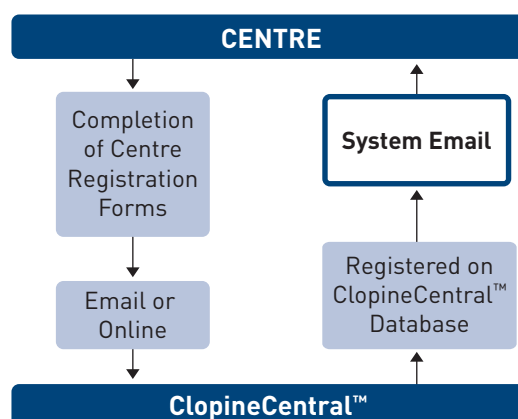 CENTRE
Completion
of Centre
Registration
Forms
Email or
Online
System Email
Registered on
ClopineCentral™
Database
ClopineCentral™